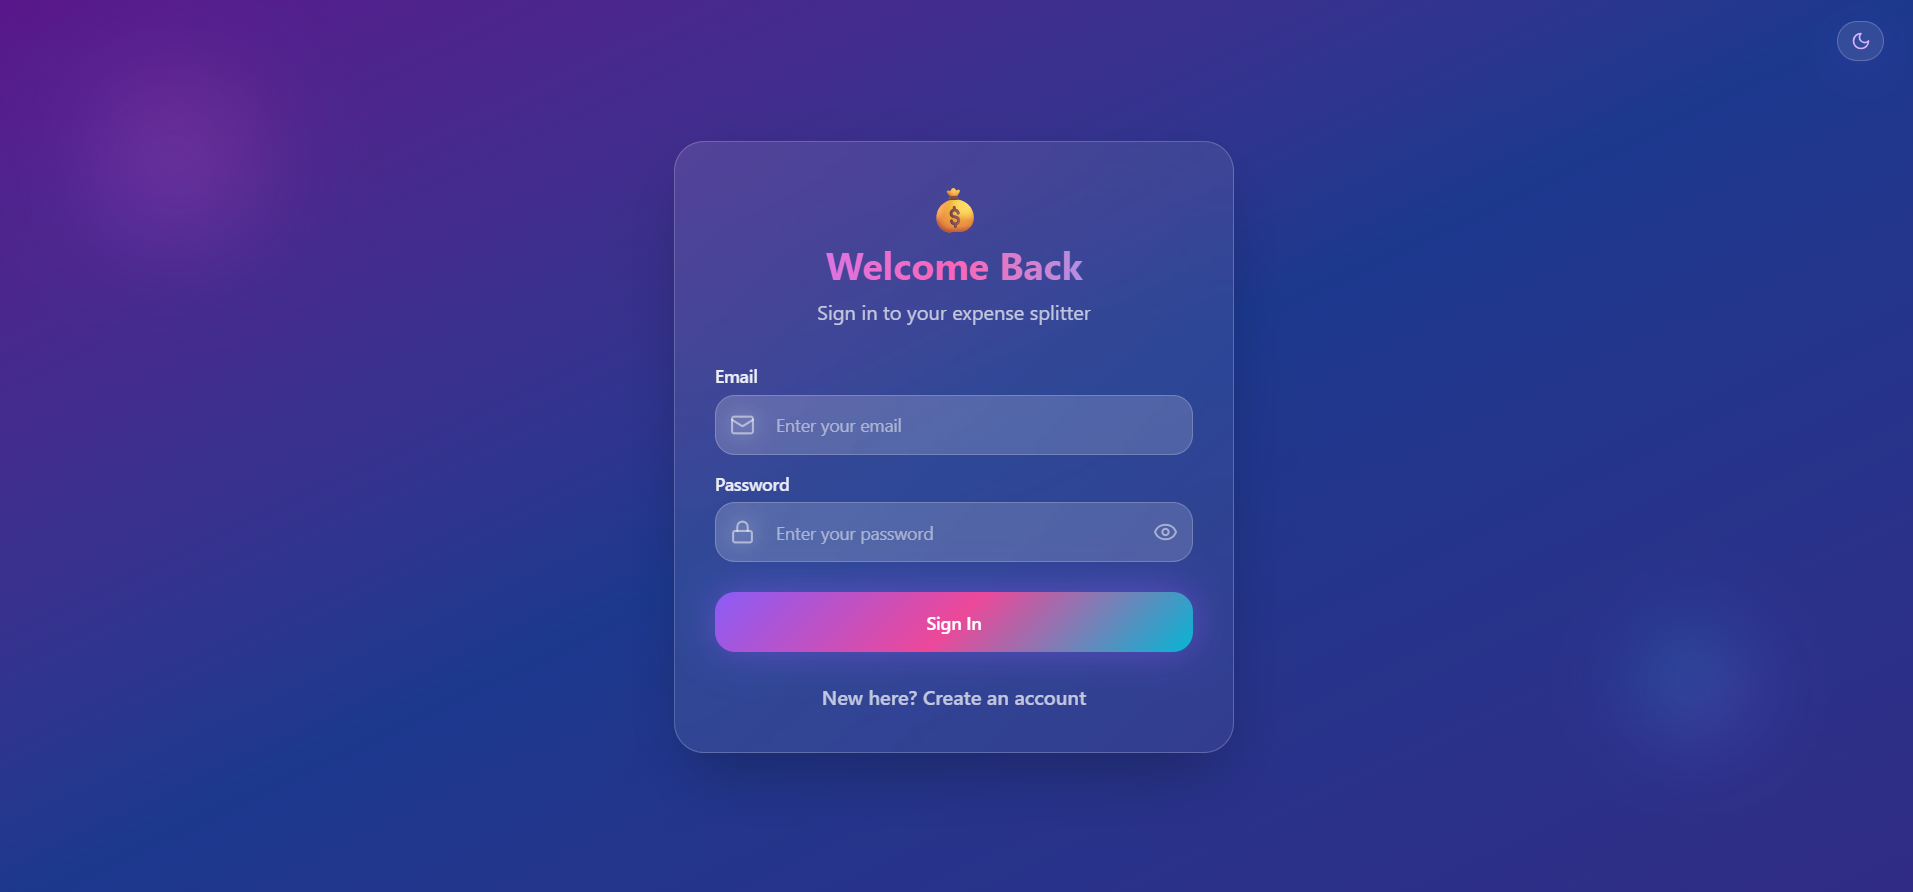 Welcome Back
Sign in to your expense splitter
Email
Enter your email
Password
Enter your password
Sign In
New here? Create an account